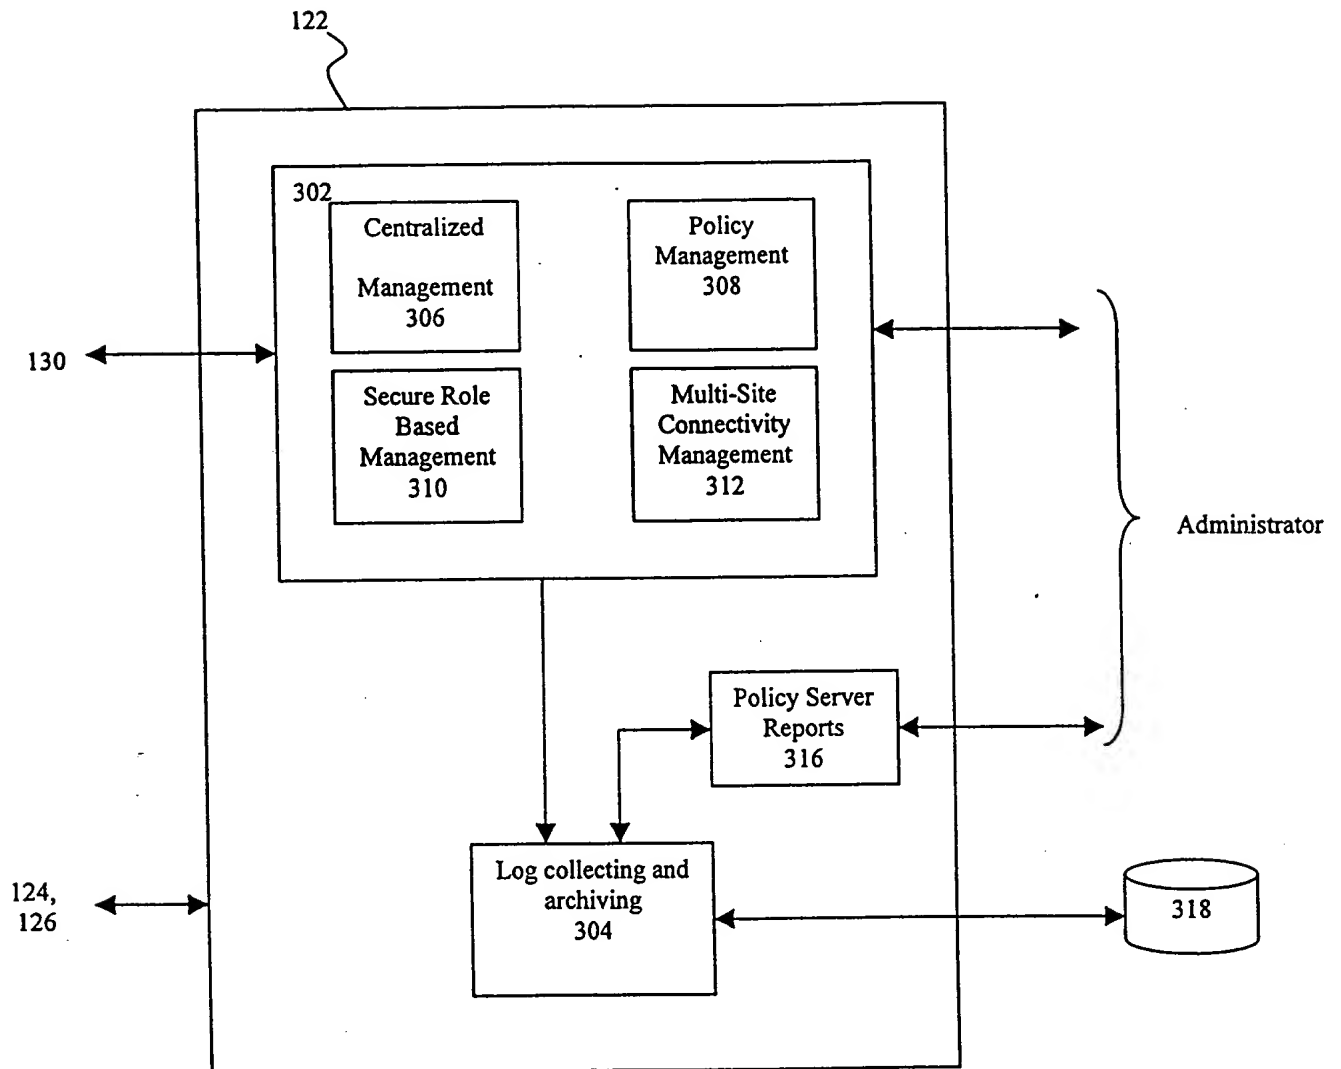 122
302
Centralized
Management
306
Policy
Management
308
130
Secure Role
Based
Management
310
Multi-Site
Connectivity
Management
312
Administrator
Policy Server
Reports
316
124,
126
Log collecting and
archiving
304
318